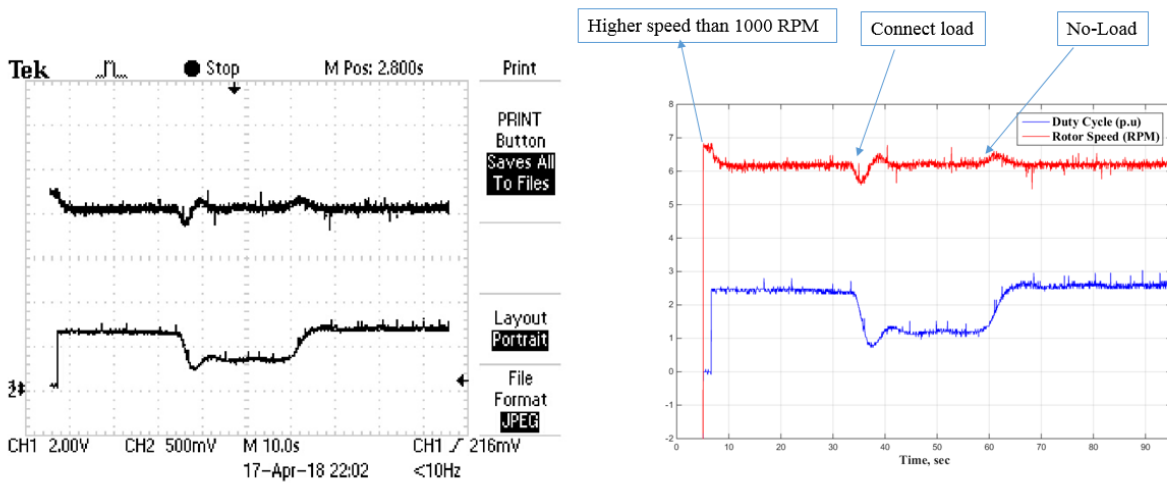 Higher speed than 1000 RPM
Connect load
No-Load
Tek
Stop
M Pos: 2.800s
Print
PRINT
Button
Saves All
To Files
Layout
Portrait
File
Format
JPEG
2
CH1 2.00V
CH2 500mV
M 10.0s
CH1
216mV
17-Apr-18 22:02
<10Hz
Duty Cycle (p.u)
Rotor Speed (RPM)
8
7
6
5
4
3
2
1
0
-1
-2
0
10
20
30
40
50
60
70
80
90
Time, sec